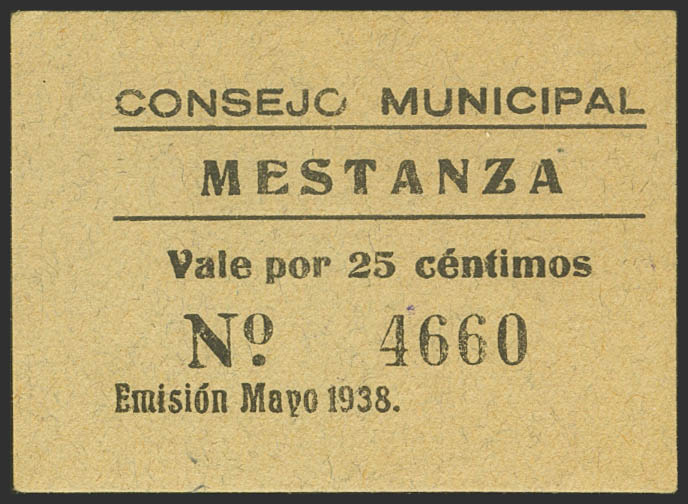 CONSEJO MUNICIPAL
MESTANZA
Vale por 25 céntimos
Nº. 4660
Emisión Mayo 1938.